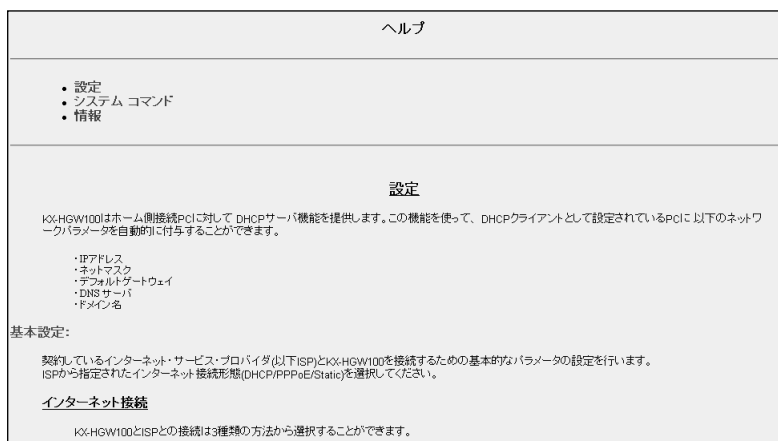 ヘルプ
• 設定
• システム コマンド
• 情報
設定
KX-HGW100はホーム側接続PCに対して DHCPサーバ機能を提供します。この機能を使って、DHCPクライアントとして設定されているPCに 以下のネットワ
ークパラメータを自動的に付与することができます。
・IPアドレス
・ネットマスク
・デフォルトゲートウェイ
・DNS サーバ
・ドメイン名
基本設定:
契約しているインターネット・サービス・プロバイダ(以下ISP)とKX-HGW100を接続するための基本的なパラメータの設定を行います。
ISPから指定されたインターネット接続形態(DHCP/PPPoE/Static)を選択してください。
インターネット接続
KX-HGW100とISPとの接続は3種類の方法から選択することができます。